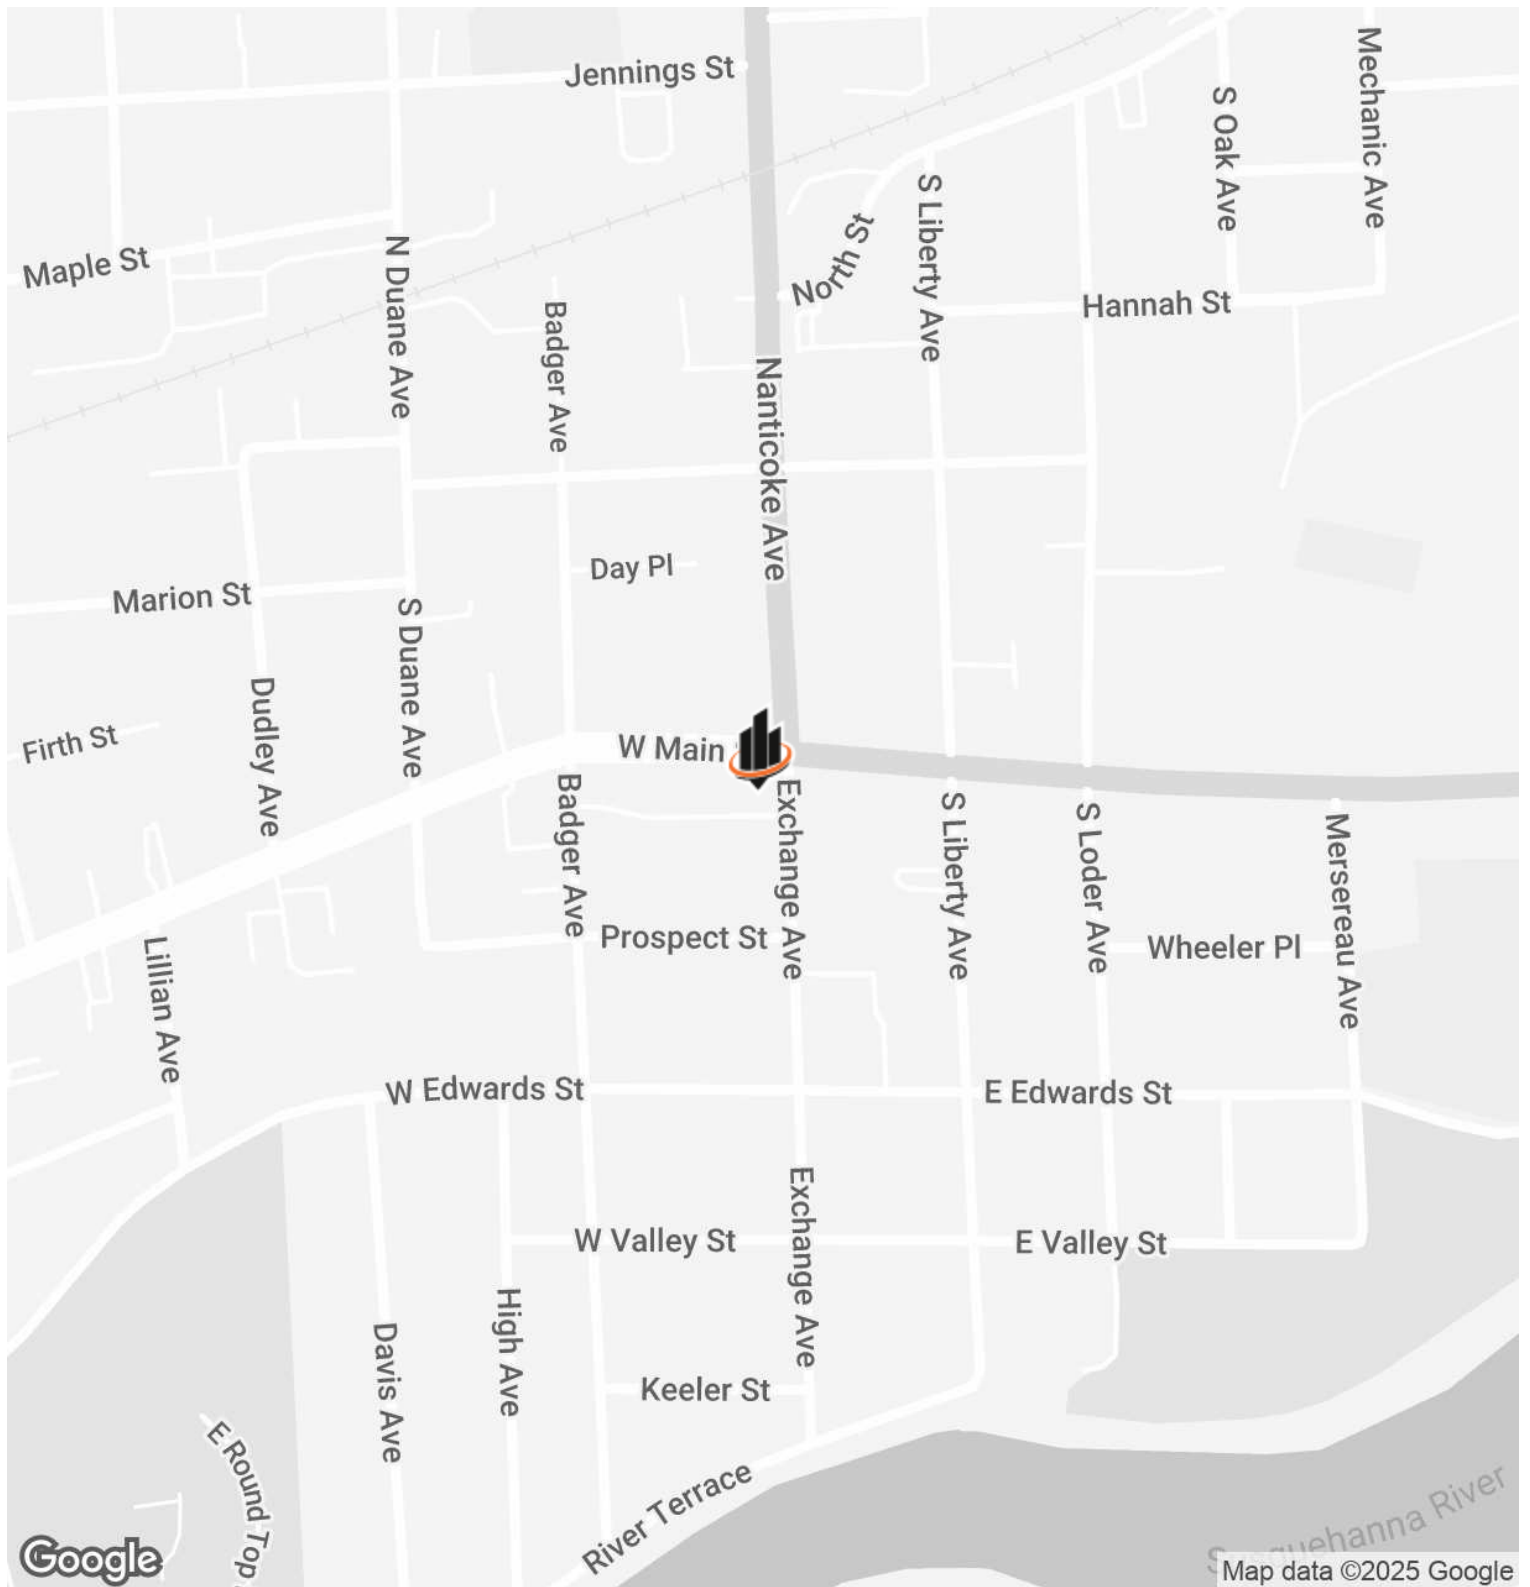 Jennings St
Mechanic Ave
S Oak Ave
S Liberty Ave
North St
Maple St
N Duane Ave
Badger Ave
Hannah St
Nanticoke Ave
Day Pl
Marion St
S Duane Ave
Dudley Ave
Firth St
W Main
Badger Ave
Exchange Ave
S Liberty Ave
S Loder Ave
Mersereau Ave
Prospect St
Wheeler Pl
Lillian Ave
W Edwards St
E Edwards St
Exchange Ave
W Valley St
E Valley St
High Ave
Davis Ave
Keeler St
E Round Top
River Terrace
Susquehanna River
Google
Map data ©2025 Google